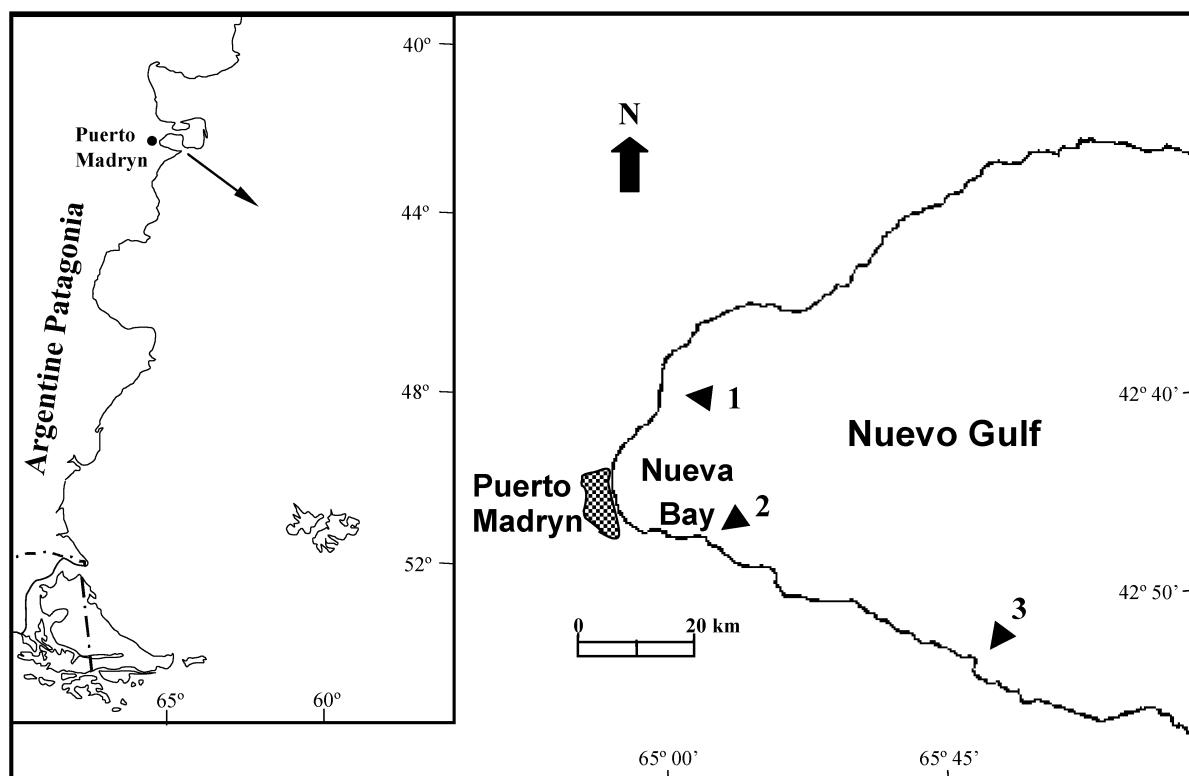 40º
Puerto
Madryn
44º
Argentine Patagonia
48º
52º
65º
60º
N
1
42º 40’
Nuevo Gulf
Nueva
Bay
Puerto
Madryn
2
42º 50’
3
0
20 km
65º 00’
65º 45’